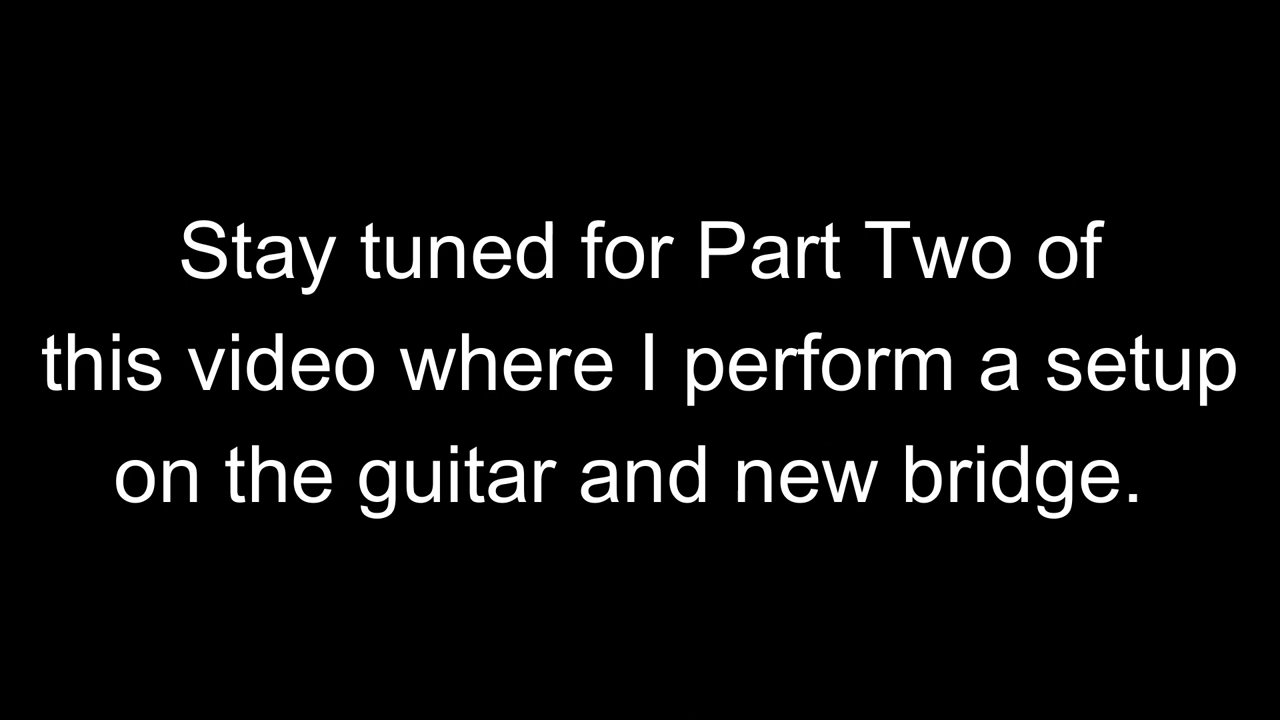 Stay tuned for Part Two of
this video where I perform a setup
on the guitar and new bridge.